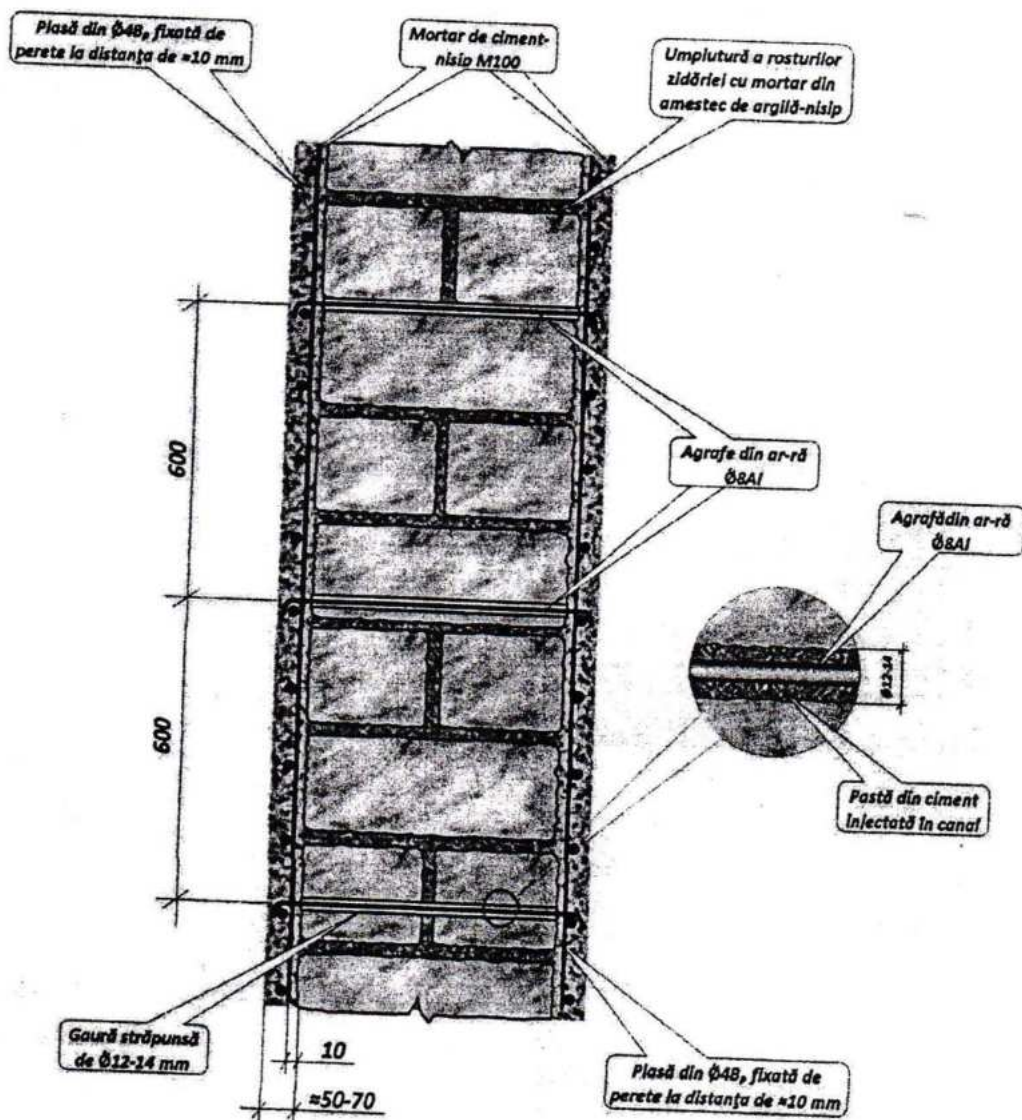 Plasă din Ø4Bp fixată de
perete la distanța de ≈10 mm
Mortar de ciment-
nisip M100
Umplutură a rosturilor
zidăriei cu mortar din
amestec de argilă-nisip
600
Agrafe din ar-ră
Ø8AI
Agrafădin ar-ră
Ø8AI
Ø12-14
600
Pastă din ciment
injectată în canal
Gaură străpunsă
de Ø12-14 mm
10
≈50-70
Plasă din Ø4Bp fixată de
perete la distanța de ≈10 mm